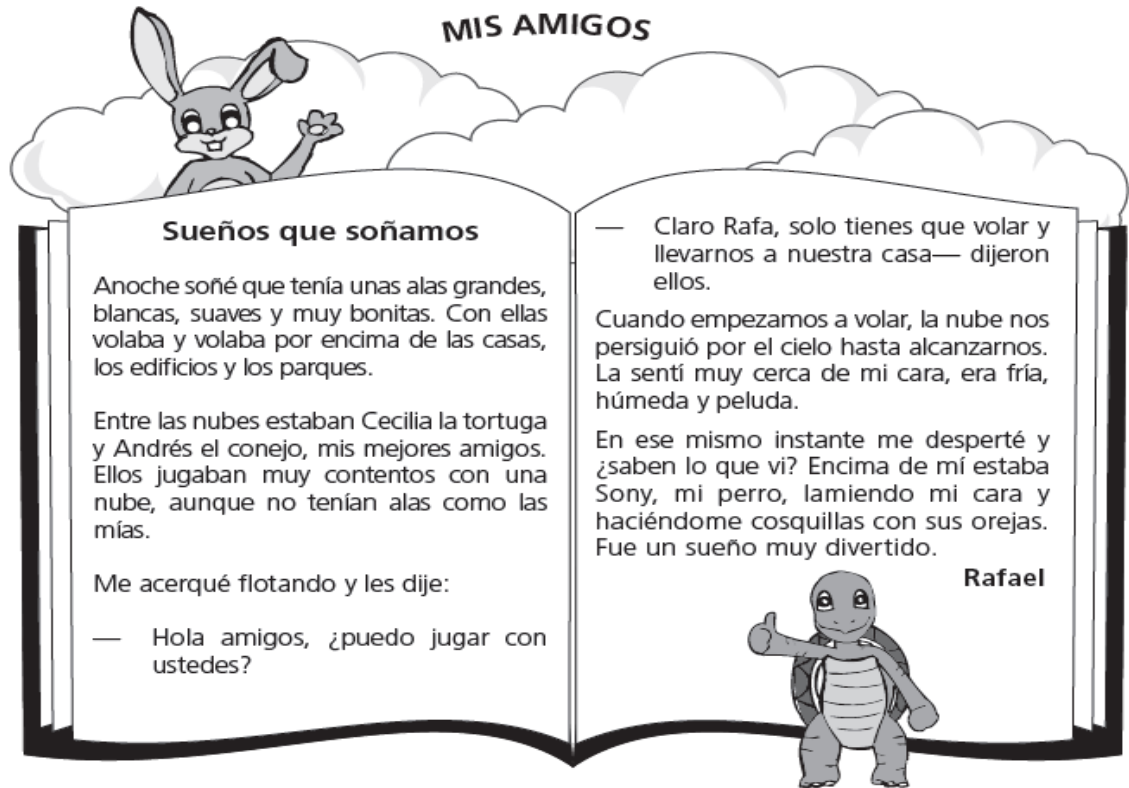 MIS AMIGOS
Sueños que soñamos
Anoche soñé que tenía unas alas grandes,
blancas, suaves y muy bonitas. Con ellas
volaba y volaba por encima de las casas,
los edificios y los parques.
Entre las nubes estaban Cecilia la tortuga
y Andrés el conejo, mis mejores amigos.
Ellos jugaban muy contentos con una
nube, aunque no tenían alas como las
mías.
Me acerqué flotando y les dije:
— Hola amigos, ¿puedo jugar con
ustedes?
— Claro Rafa, solo tienes que volar y
llevarnos a nuestra casa— dijeron
ellos.
Cuando empezamos a volar, la nube nos
persiguió por el cielo hasta alcanzarnos.
La sentí muy cerca de mi cara, era fría,
húmeda y peluda.
En ese mismo instante me desperté y
¿saben lo que vi? Encima de mí estaba
Sony, mi perro, lamiendo mi cara y
haciéndome cosquillas con sus orejas.
Fue un sueño muy divertido.
Rafael